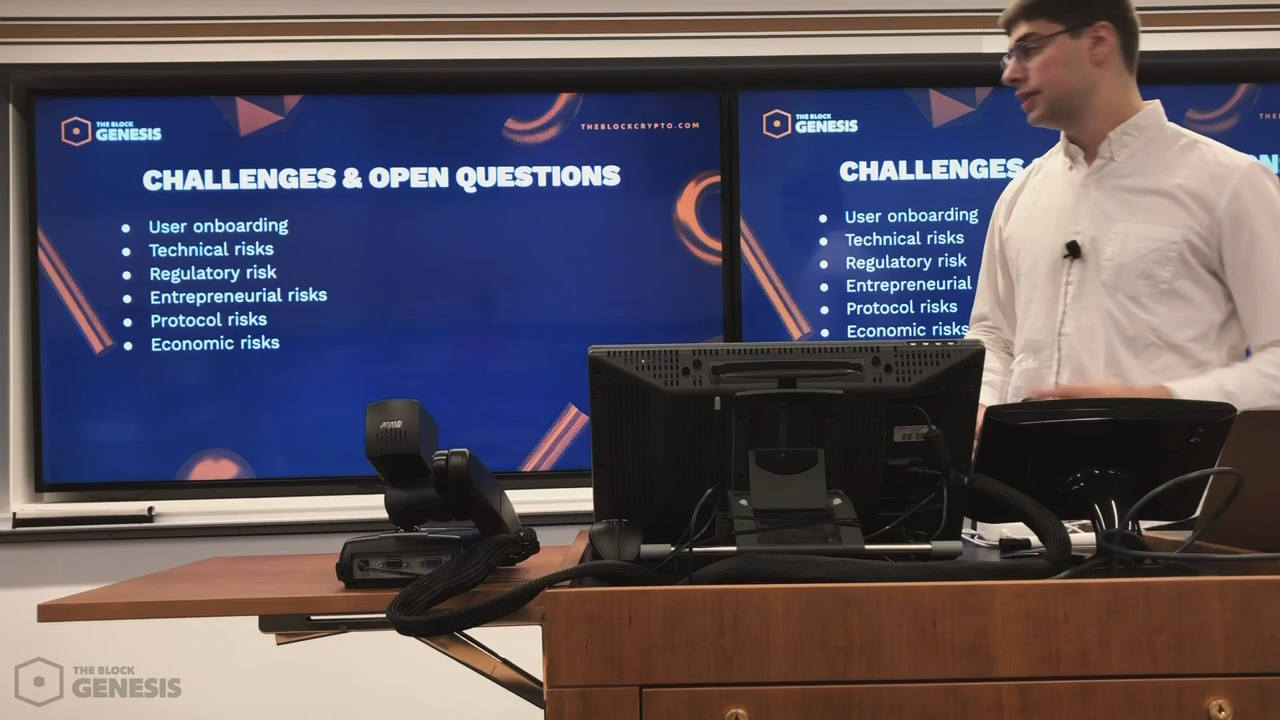 THE BLOCK
GENESIS
THEBLOCKCRYPTO.COM
CHALLENGES & OPEN QUESTIONS
● User onboarding
● Technical risks
● Regulatory risk
● Entrepreneurial risks
● Protocol risks
● Economic risks
THE BLOCK
GENESIS
CHALLENGES
● User onboarding
● Technical risks
● Regulatory risk
● Entrepreneurial
● Protocol risks
● Economic risks
THE BLOCK
GENESIS